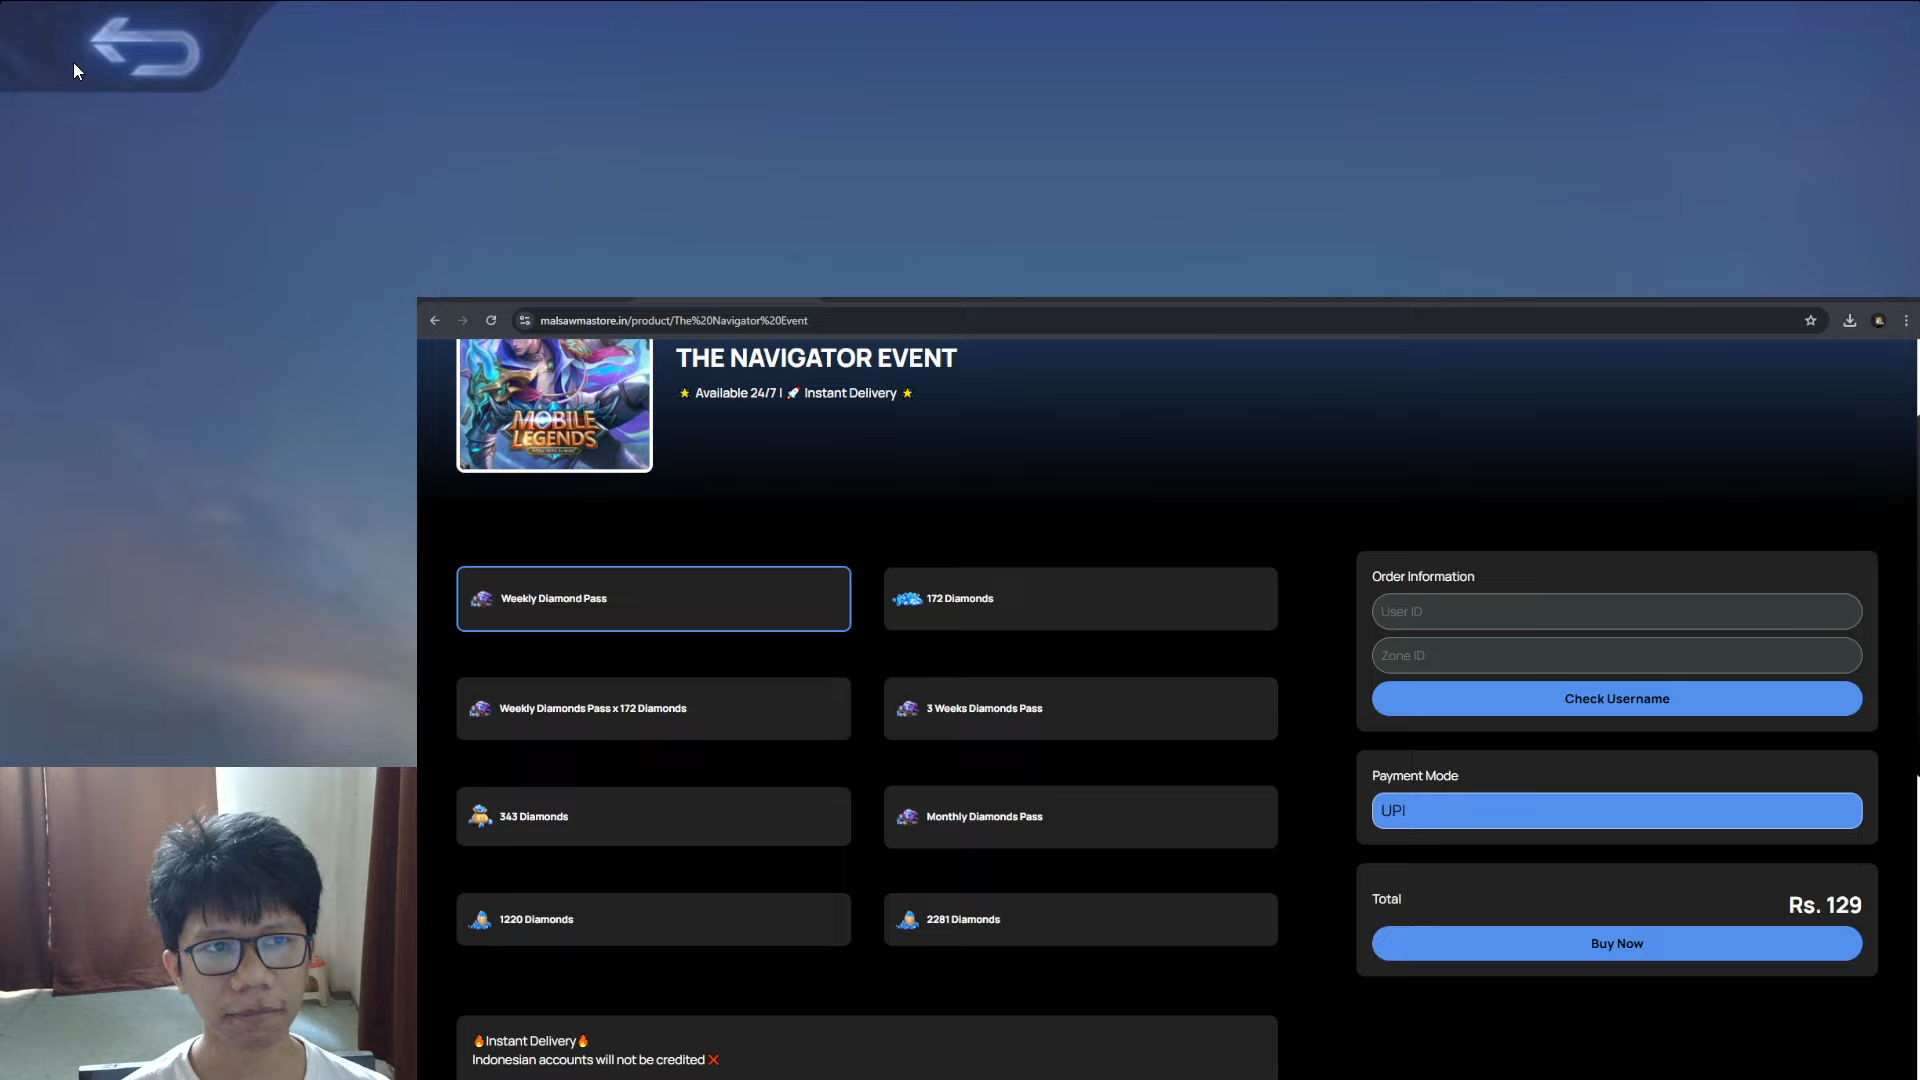 malsawmastore.in/product/The%20Navigator%20Event
THE NAVIGATOR EVENT
Available 24/7 | Instant Delivery
MOBILE
LEGENDS
Weekly Diamond Pass
172 Diamonds
Weekly Diamonds Pass x 172 Diamonds
3 Weeks Diamonds Pass
343 Diamonds
Monthly Diamonds Pass
1220 Diamonds
2281 Diamonds
Order Information
User ID
Zone ID
Check Username
Payment Mode
UPI
Total
Rs. 129
Buy Now
🔥Instant Delivery🔥
Indonesian accounts will not be credited ❌